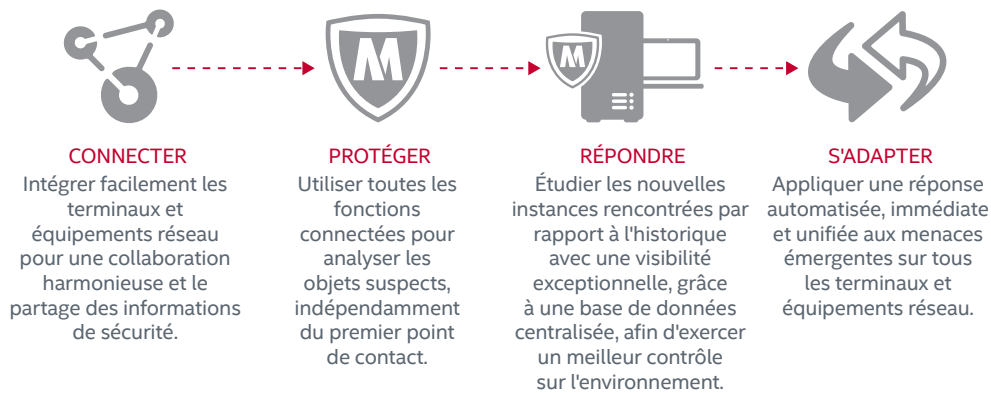 CONNECTER
Intégrer facilement les
terminaux et
équipements réseau
pour une collaboration
harmonieuse et le
partage des informations
de sécurité.
PROTÉGER
Utiliser toutes les
fonctions
connectées pour
analyser les
objets suspects,
indépendamment
du premier point
de contact.
RÉPONDRE
Étudier les nouvelles
instances rencontrées par
rapport à l'historique
avec une visibilité
exceptionnelle, grâce
à une base de données
centralisée, afin d'exercer
un meilleur contrôle
sur l'environnement.
S'ADAPTER
Appliquer une réponse
automatisée, immédiate
et unifiée aux menaces
émergentes sur tous
les terminaux et
équipements réseau.